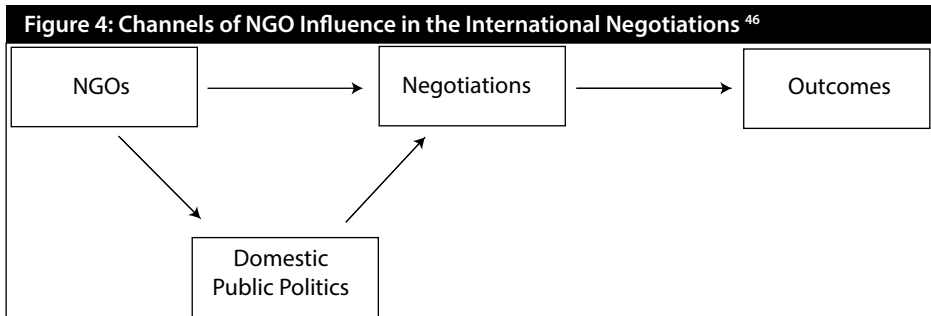 Figure 4: Channels of NGO Influence in the International Negotiations 46
NGOs
Negotiations
Outcomes
Domestic
Public Politics